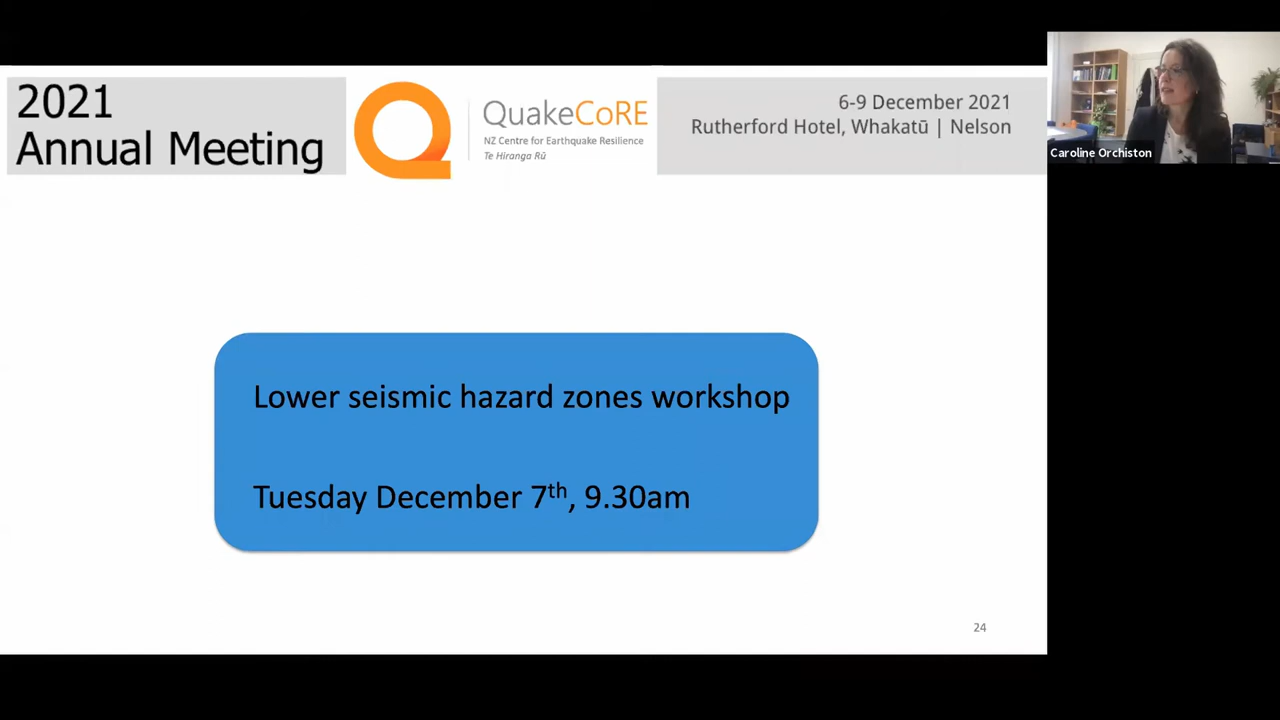 2021
Annual Meeting
QuakeCoRE
NZ Centre for Earthquake Resilience
Te Hiranga Rū
6-9 December 2021
Rutherford Hotel, Whakatū | Nelson
Caroline Orchiston
Lower seismic hazard zones workshop
Tuesday December 7th, 9.30am
24